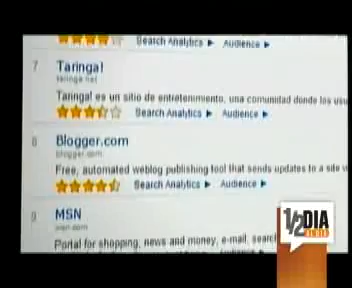 Search Analytics ▶ Audience ▶
7 Taringa!
taringa.net
Taringa! es un sitio de entretenimiento, una comunidad donde los usu
Search Analytics ▶ Audience ▶
8 Blogger.com
blogger.com
Free, automated weblog publishing tool that sends updates to a site v
Search Analytics ▶ Audience ▶
9 MSN
msn.com
Portal for shopping, news and money, e-mail, search
1/2 DIA